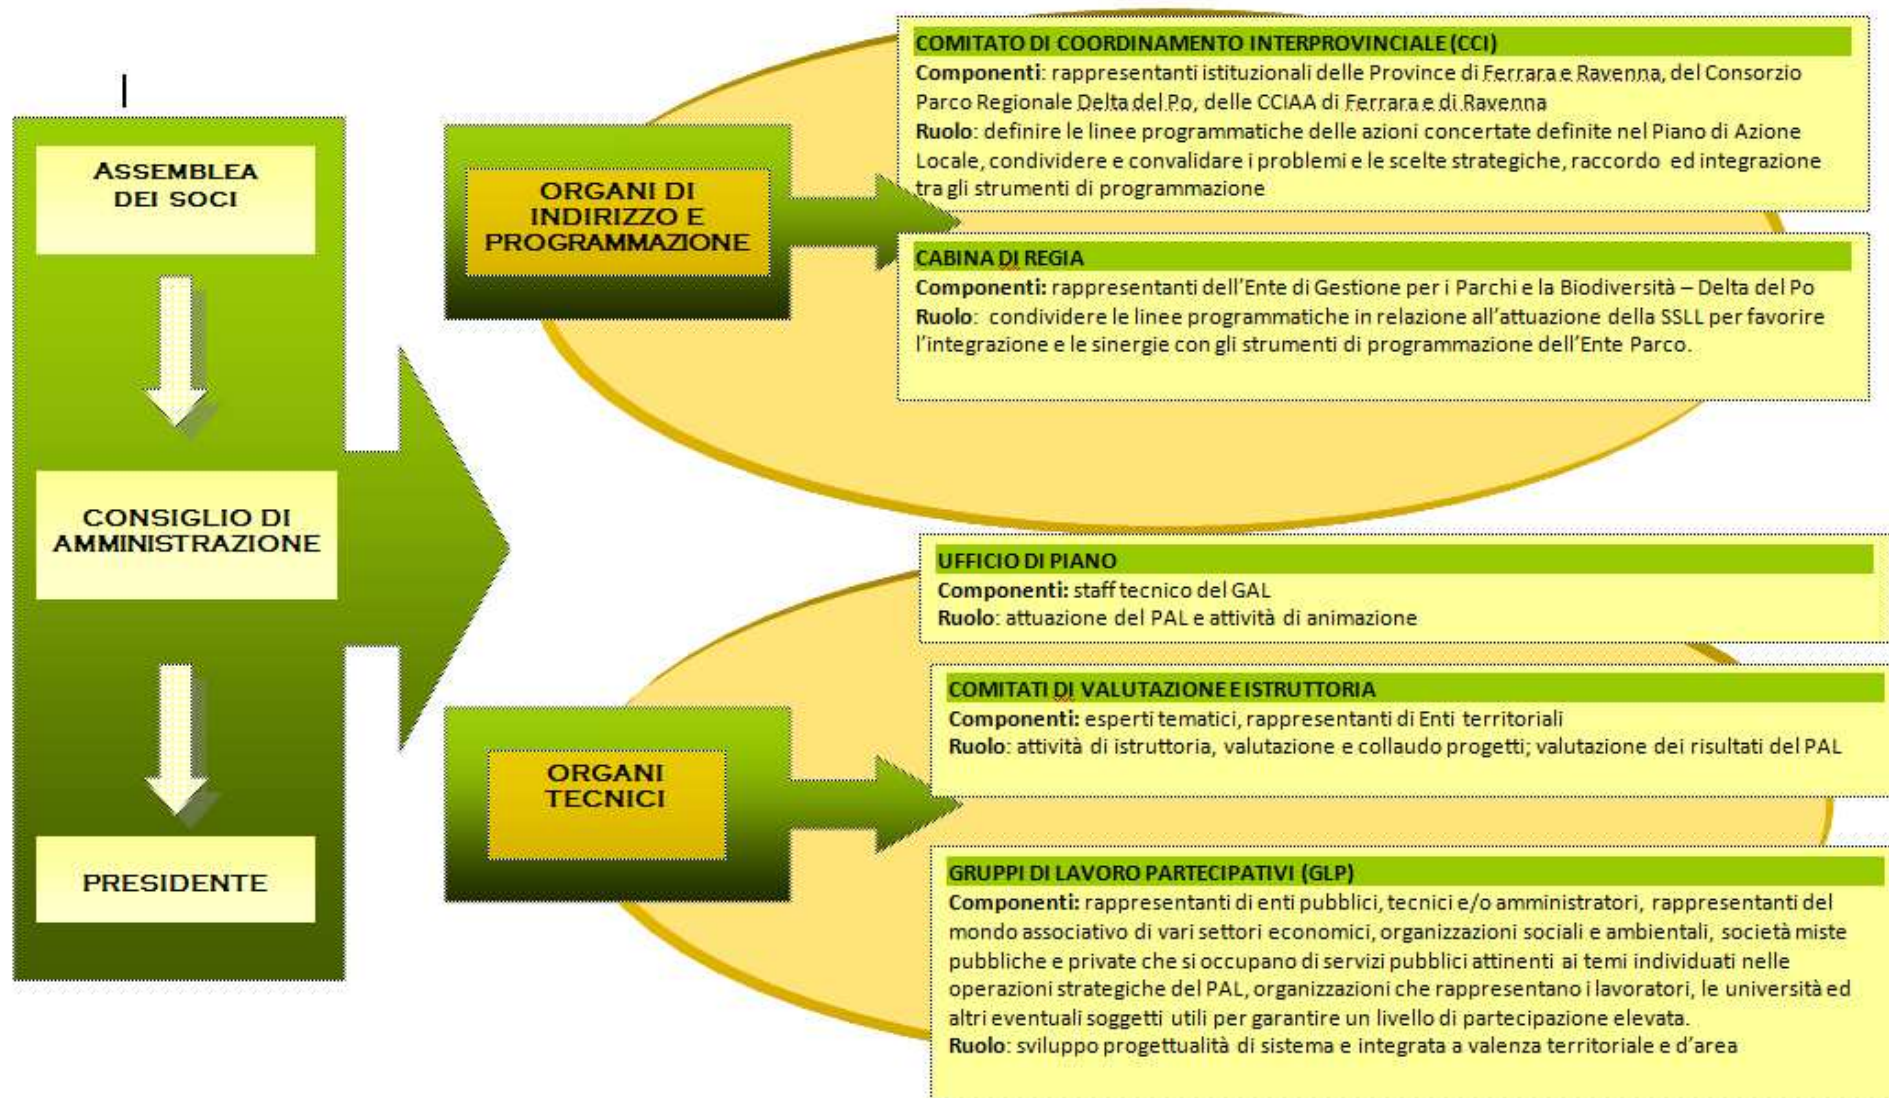 ASSEMBLEA
DEI SOCI
CONSIGLIO DI
AMMINISTRAZIONE
PRESIDENTE
ORGANI DI
INDIRIZZO E
PROGRAMMAZIONE
COMITATO DI COORDINAMENTO INTERPROVINCIALE (CCI)
Componenti: rappresentanti istituzionali delle Province di Ferrara e Ravenna, del Consorzio
Parco Regionale Delta del Po, delle CCIAA di Ferrara e di Ravenna
Ruolo: definire le linee programmatiche delle azioni concertate definite nel Piano di Azione
Locale, condividere e convalidare i problemi e le scelte strategiche, raccordo ed integrazione
tra gli strumenti di programmazione
CABINA DI REGIA
Componenti: rappresentanti dell’Ente di Gestione per i Parchi e la Biodiversità – Delta del Po
Ruolo: condividere le linee programmatiche in relazione all’attuazione della SSLL per favorire
l’integrazione e le sinergie con gli strumenti di programmazione dell’Ente Parco.
ORGANI
TECNICI
UFFICIO DI PIANO
Componenti: staff tecnico del GAL
Ruolo: attuazione del PAL e attività di animazione
COMITATI DI VALUTAZIONE E ISTRUTTORIA
Componenti: esperti tematici, rappresentanti di Enti territoriali
Ruolo: attività di istruttoria, valutazione e collaudo progetti; valutazione dei risultati del PAL
GRUPPI DI LAVORO PARTECIPATIVI (GLP)
Componenti: rappresentanti di enti pubblici, tecnici e/o amministratori, rappresentanti del
mondo associativo di vari settori economici, organizzazioni sociali e ambientali, società miste
pubbliche e private che si occupano di servizi pubblici attinenti ai temi individuati nelle
operazioni strategiche del PAL, organizzazioni che rappresentano i lavoratori, le università ed
altri eventuali soggetti utili per garantire un livello di partecipazione elevata.
Ruolo: sviluppo progettualità di sistema e integrata a valenza territoriale e d’area